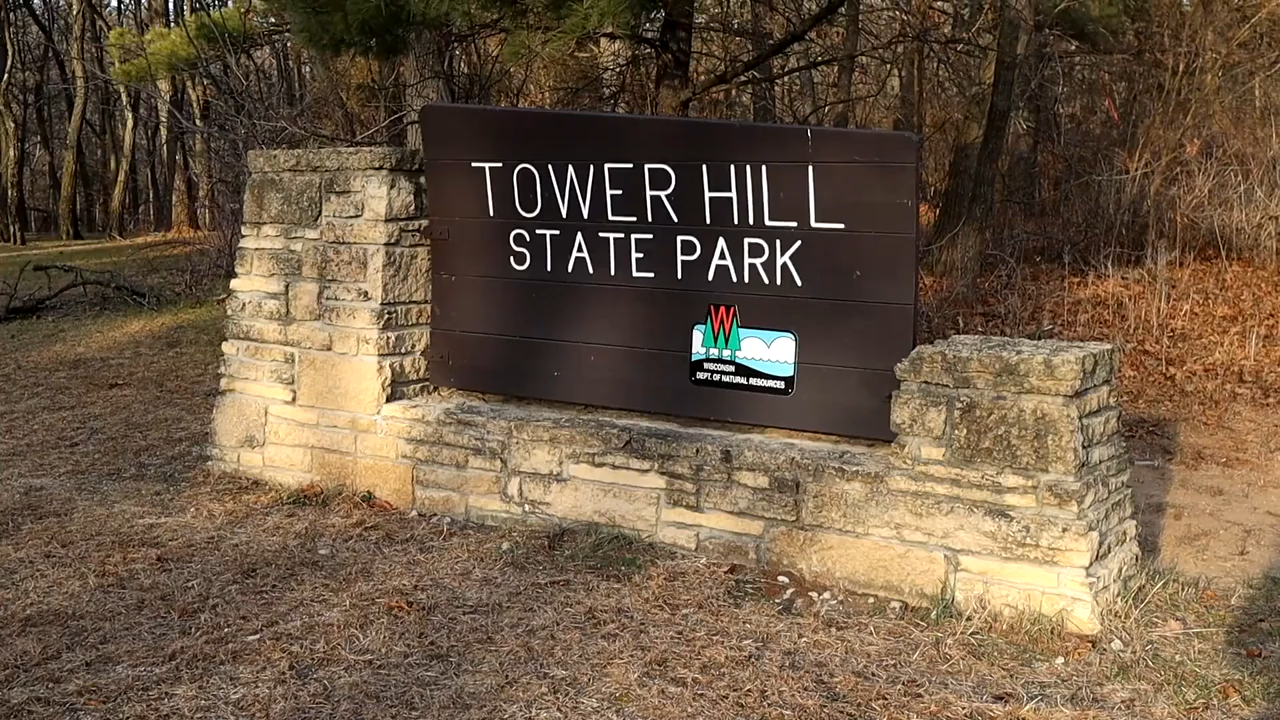 TOWER HILL
STATE PARK
W
WISCONSIN
DEPT. OF NATURAL RESOURCES